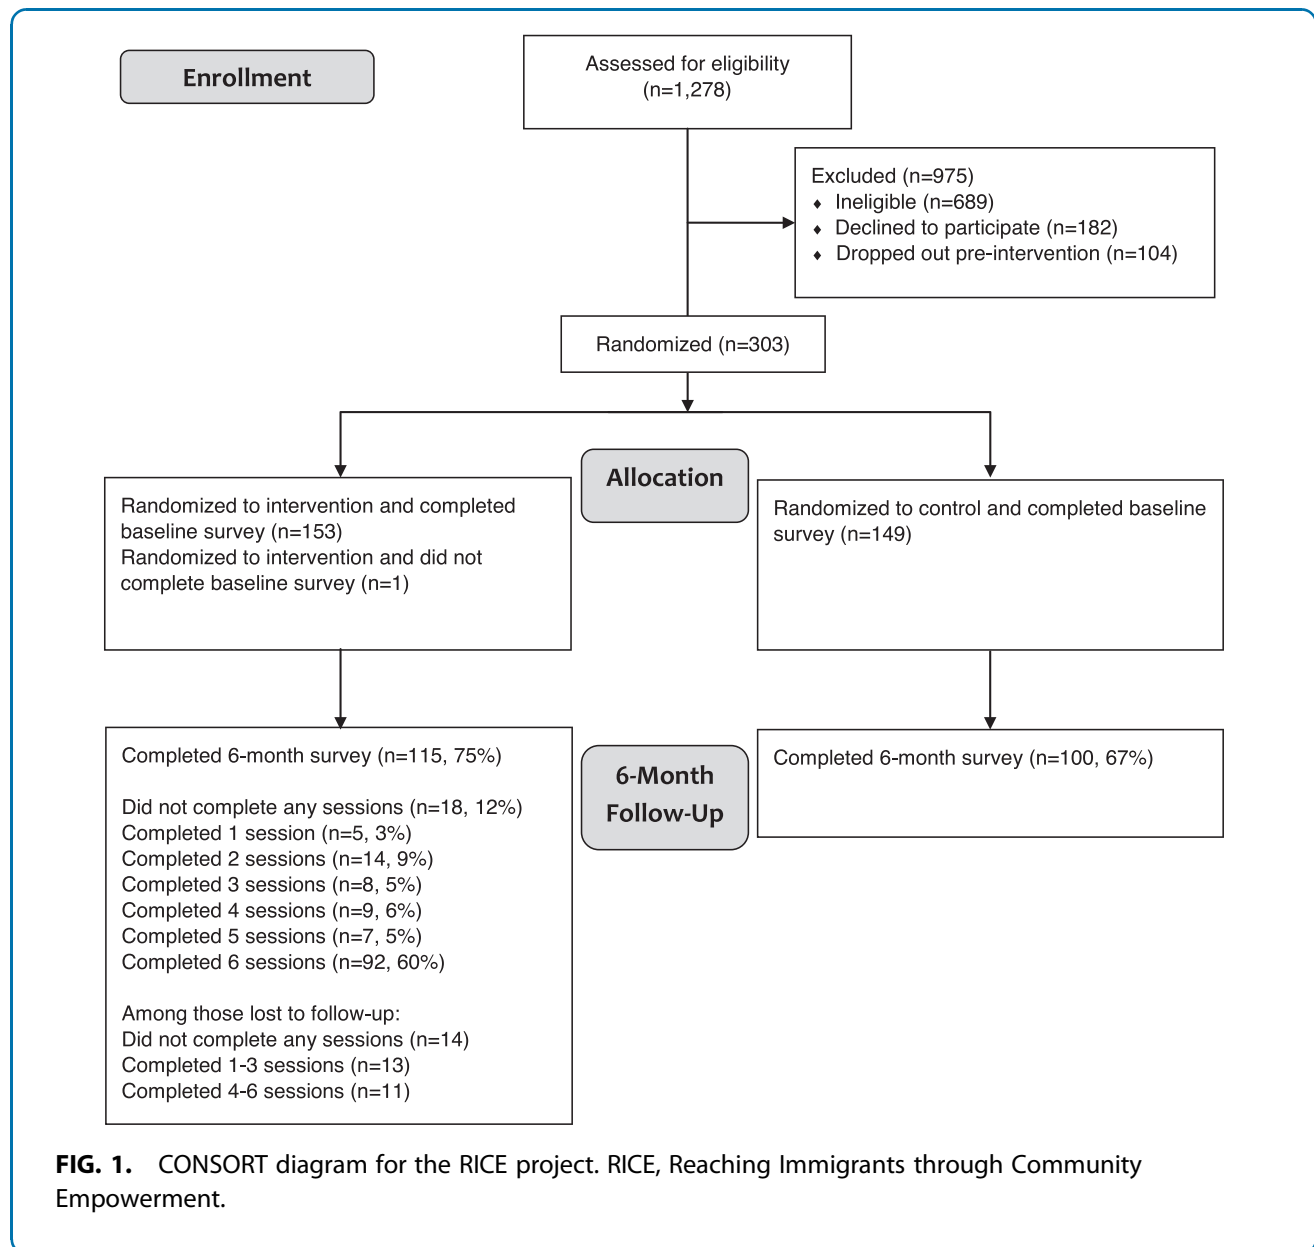 Enrollment
Assessed for eligibility
(n=1,278)
Excluded (n=975)
♦ Ineligible (n=689)
♦ Declined to participate (n=182)
♦ Dropped out pre-intervention (n=104)
Randomized (n=303)
Allocation
Randomized to intervention and completed
baseline survey (n=153)
Randomized to intervention and did not
complete baseline survey (n=1)
Randomized to control and completed baseline
survey (n=149)
6-Month
Follow-Up
Completed 6-month survey (n=115, 75%)
Did not complete any sessions (n=18, 12%)
Completed 1 session (n=5, 3%)
Completed 2 sessions (n=14, 9%)
Completed 3 sessions (n=8, 5%)
Completed 4 sessions (n=9, 6%)
Completed 5 sessions (n=7, 5%)
Completed 6 sessions (n=92, 60%)
Among those lost to follow-up:
Did not complete any sessions (n=14)
Completed 1-3 sessions (n=13)
Completed 4-6 sessions (n=11)
Completed 6-month survey (n=100, 67%)
FIG. 1. CONSORT diagram for the RICE project. RICE, Reaching Immigrants through Community
Empowerment.